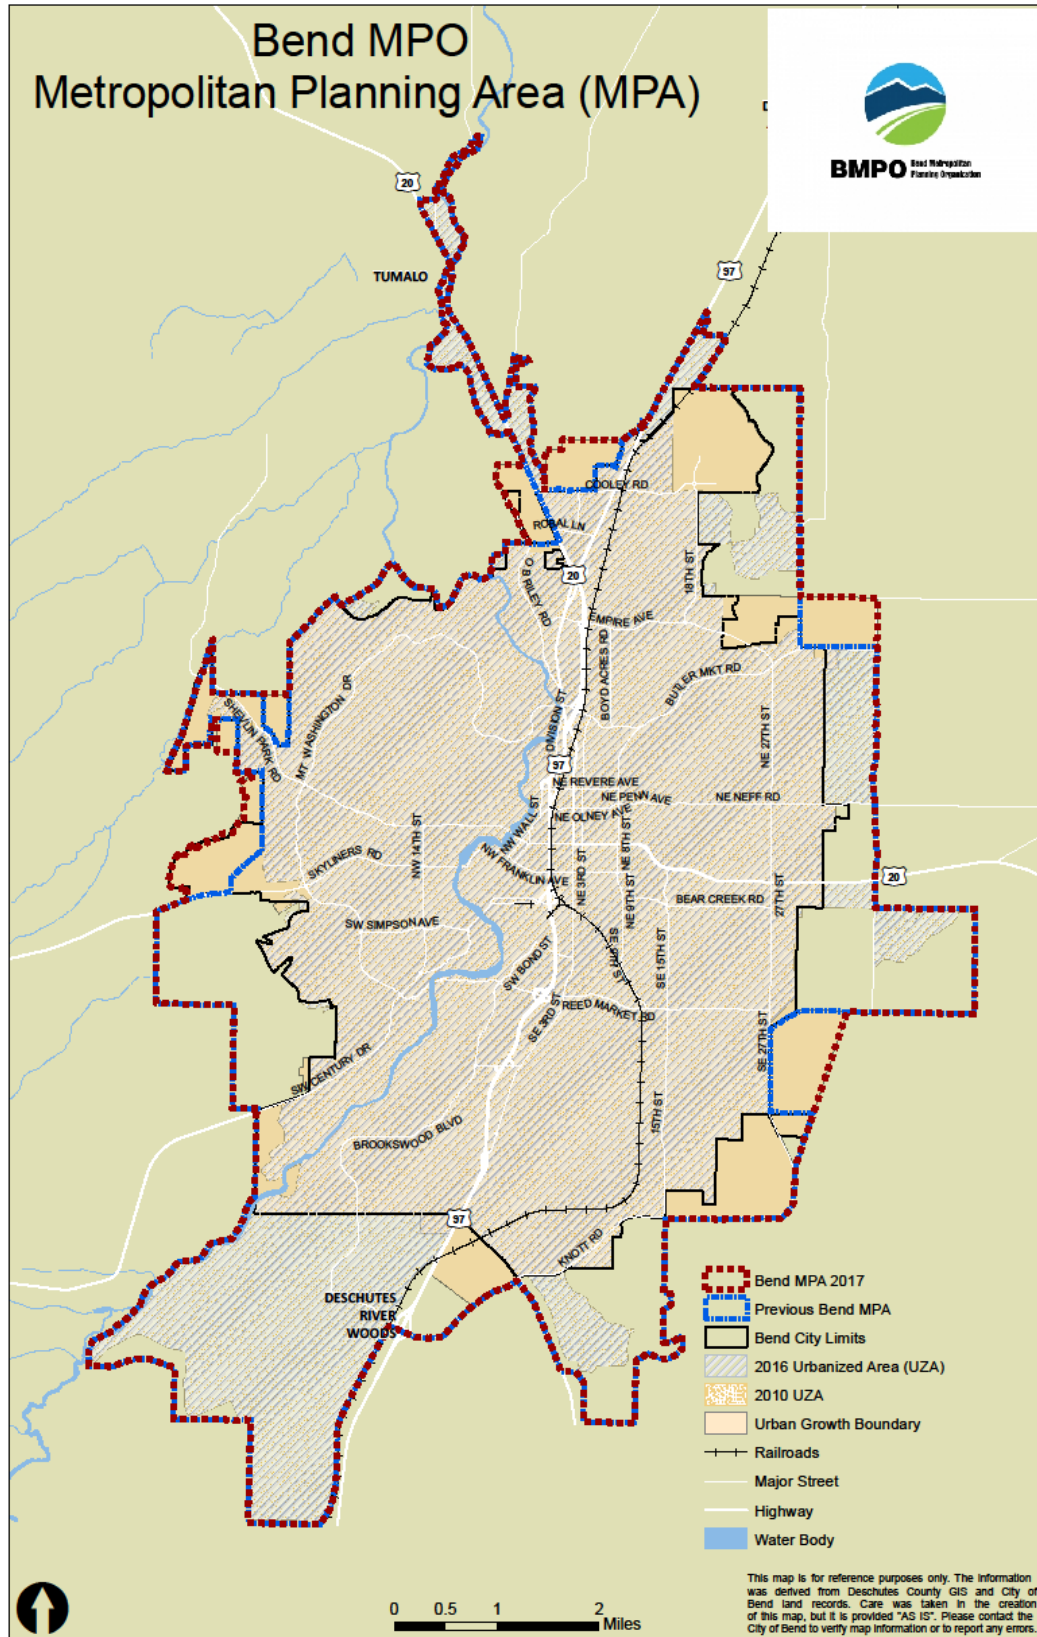 Bend MPO
Metropolitan Planning Area (MPA)
BMPO Bend Metropolitan
Planning Organization
20
97
TUMALO
COOLEY RD
ROBAL LN
O B RILEY RD
20
18TH ST
EMPIRE AVE
BOYD ACRES RD
BUTLER MKT RD
SHEVLIN PARK RD
MT WASHINGTON DR
DIVISION ST
NE 27TH ST
97
NE REVERE AVE
NE PENN AVE
NE NEFF RD
NE OLNEY AVE
NW WALL ST
NW 14TH ST
NE 8TH ST
SKYLINERS RD
NW FRANKLIN AVE
NE 3RD ST
NE 9TH ST
BEAR CREEK RD
27TH ST
20
SW SIMPSON AVE
SW BOND ST
SE 9TH ST
SE 15TH ST
REED MARKET RD
SE 3RD ST
SE 27TH ST
SW CENTURY DR
15TH ST
BROOKSWOOD BLVD
97
KNOTT RD
DESCHUTES
RIVER
WOODS
Bend MPA 2017
Previous Bend MPA
Bend City Limits
2016 Urbanized Area (UZA)
2010 UZA
Urban Growth Boundary
Railroads
Major Street
Highway
Water Body
0 0.5 1 2
Miles
This map is for reference purposes only. The information
was derived from Deschutes County GIS and City of
Bend land records. Care was taken in the creation
of this map, but it is provided "AS IS". Please contact the
City of Bend to verify map information or to report any errors.